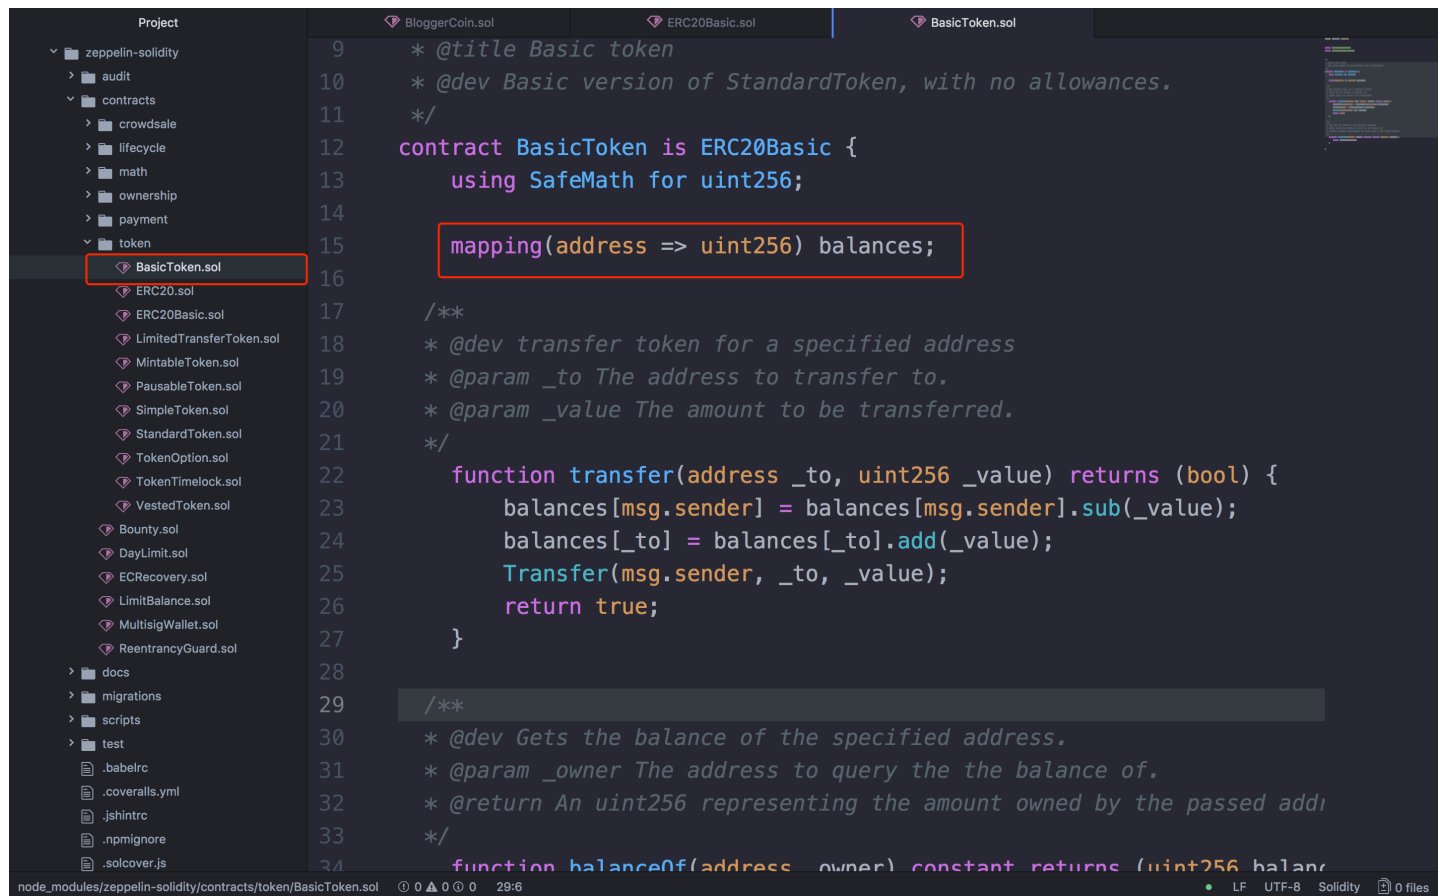 Project
zeppelin-solidity
audit
contracts
crowdsale
lifecycle
math
ownership
payment
token
BasicToken.sol
ERC20.sol
ERC20Basic.sol
LimitedTransferToken.sol
MintableToken.sol
PausableToken.sol
SimpleToken.sol
StandardToken.sol
TokenOption.sol
TokenTimelock.sol
VestedToken.sol
Bounty.sol
DayLimit.sol
ECRecovery.sol
LimitBalance.sol
MultisigWallet.sol
ReentrancyGuard.sol
docs
migrations
scripts
test
.babelrc
.coveralls.yml
.jshintrc
.npmignore
.solcover.js
BloggerCoin.sol ERC20Basic.sol BasicToken.sol
9 * @title Basic token
10 * @dev Basic version of StandardToken, with no allowances.
11 */
12 contract BasicToken is ERC20Basic {
13 using SafeMath for uint256;
14
15 mapping(address => uint256) balances;
16
17 /**
18 * @dev transfer token for a specified address
19 * @param _to The address to transfer to.
20 * @param _value The amount to be transferred.
21 */
22 function transfer(address _to, uint256 _value) returns (bool) {
23 balances[msg.sender] = balances[msg.sender].sub(_value);
24 balances[_to] = balances[_to].add(_value);
25 Transfer(msg.sender, _to, _value);
26 return true;
27 }
28
29 /**
30 * @dev Gets the balance of the specified address.
31 * @param _owner The address to query the the balance of.
32 * @return An uint256 representing the amount owned by the passed addr
33 */
34 function balanceOf(address _owner) constant returns (uint256 balanc
node_modules/zeppelin-solidity/contracts/token/BasicToken.sol 0 0 0 29:6 LF UTF-8 Solidity 0 files